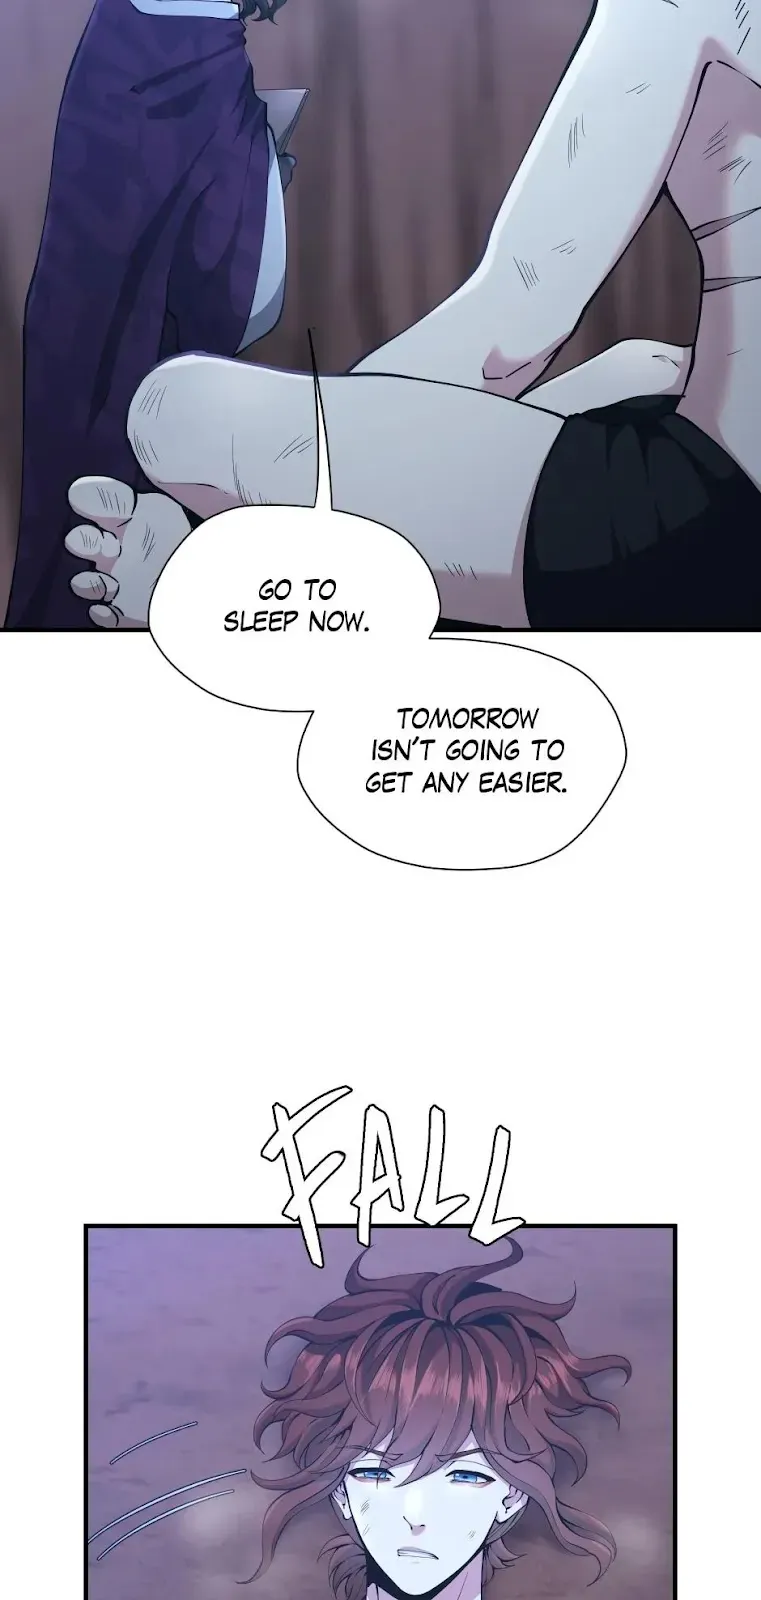 GO TO
SLEEP NOW.
TOMORROW
ISN'T GOING TO
GET ANY EASIER.
FALL